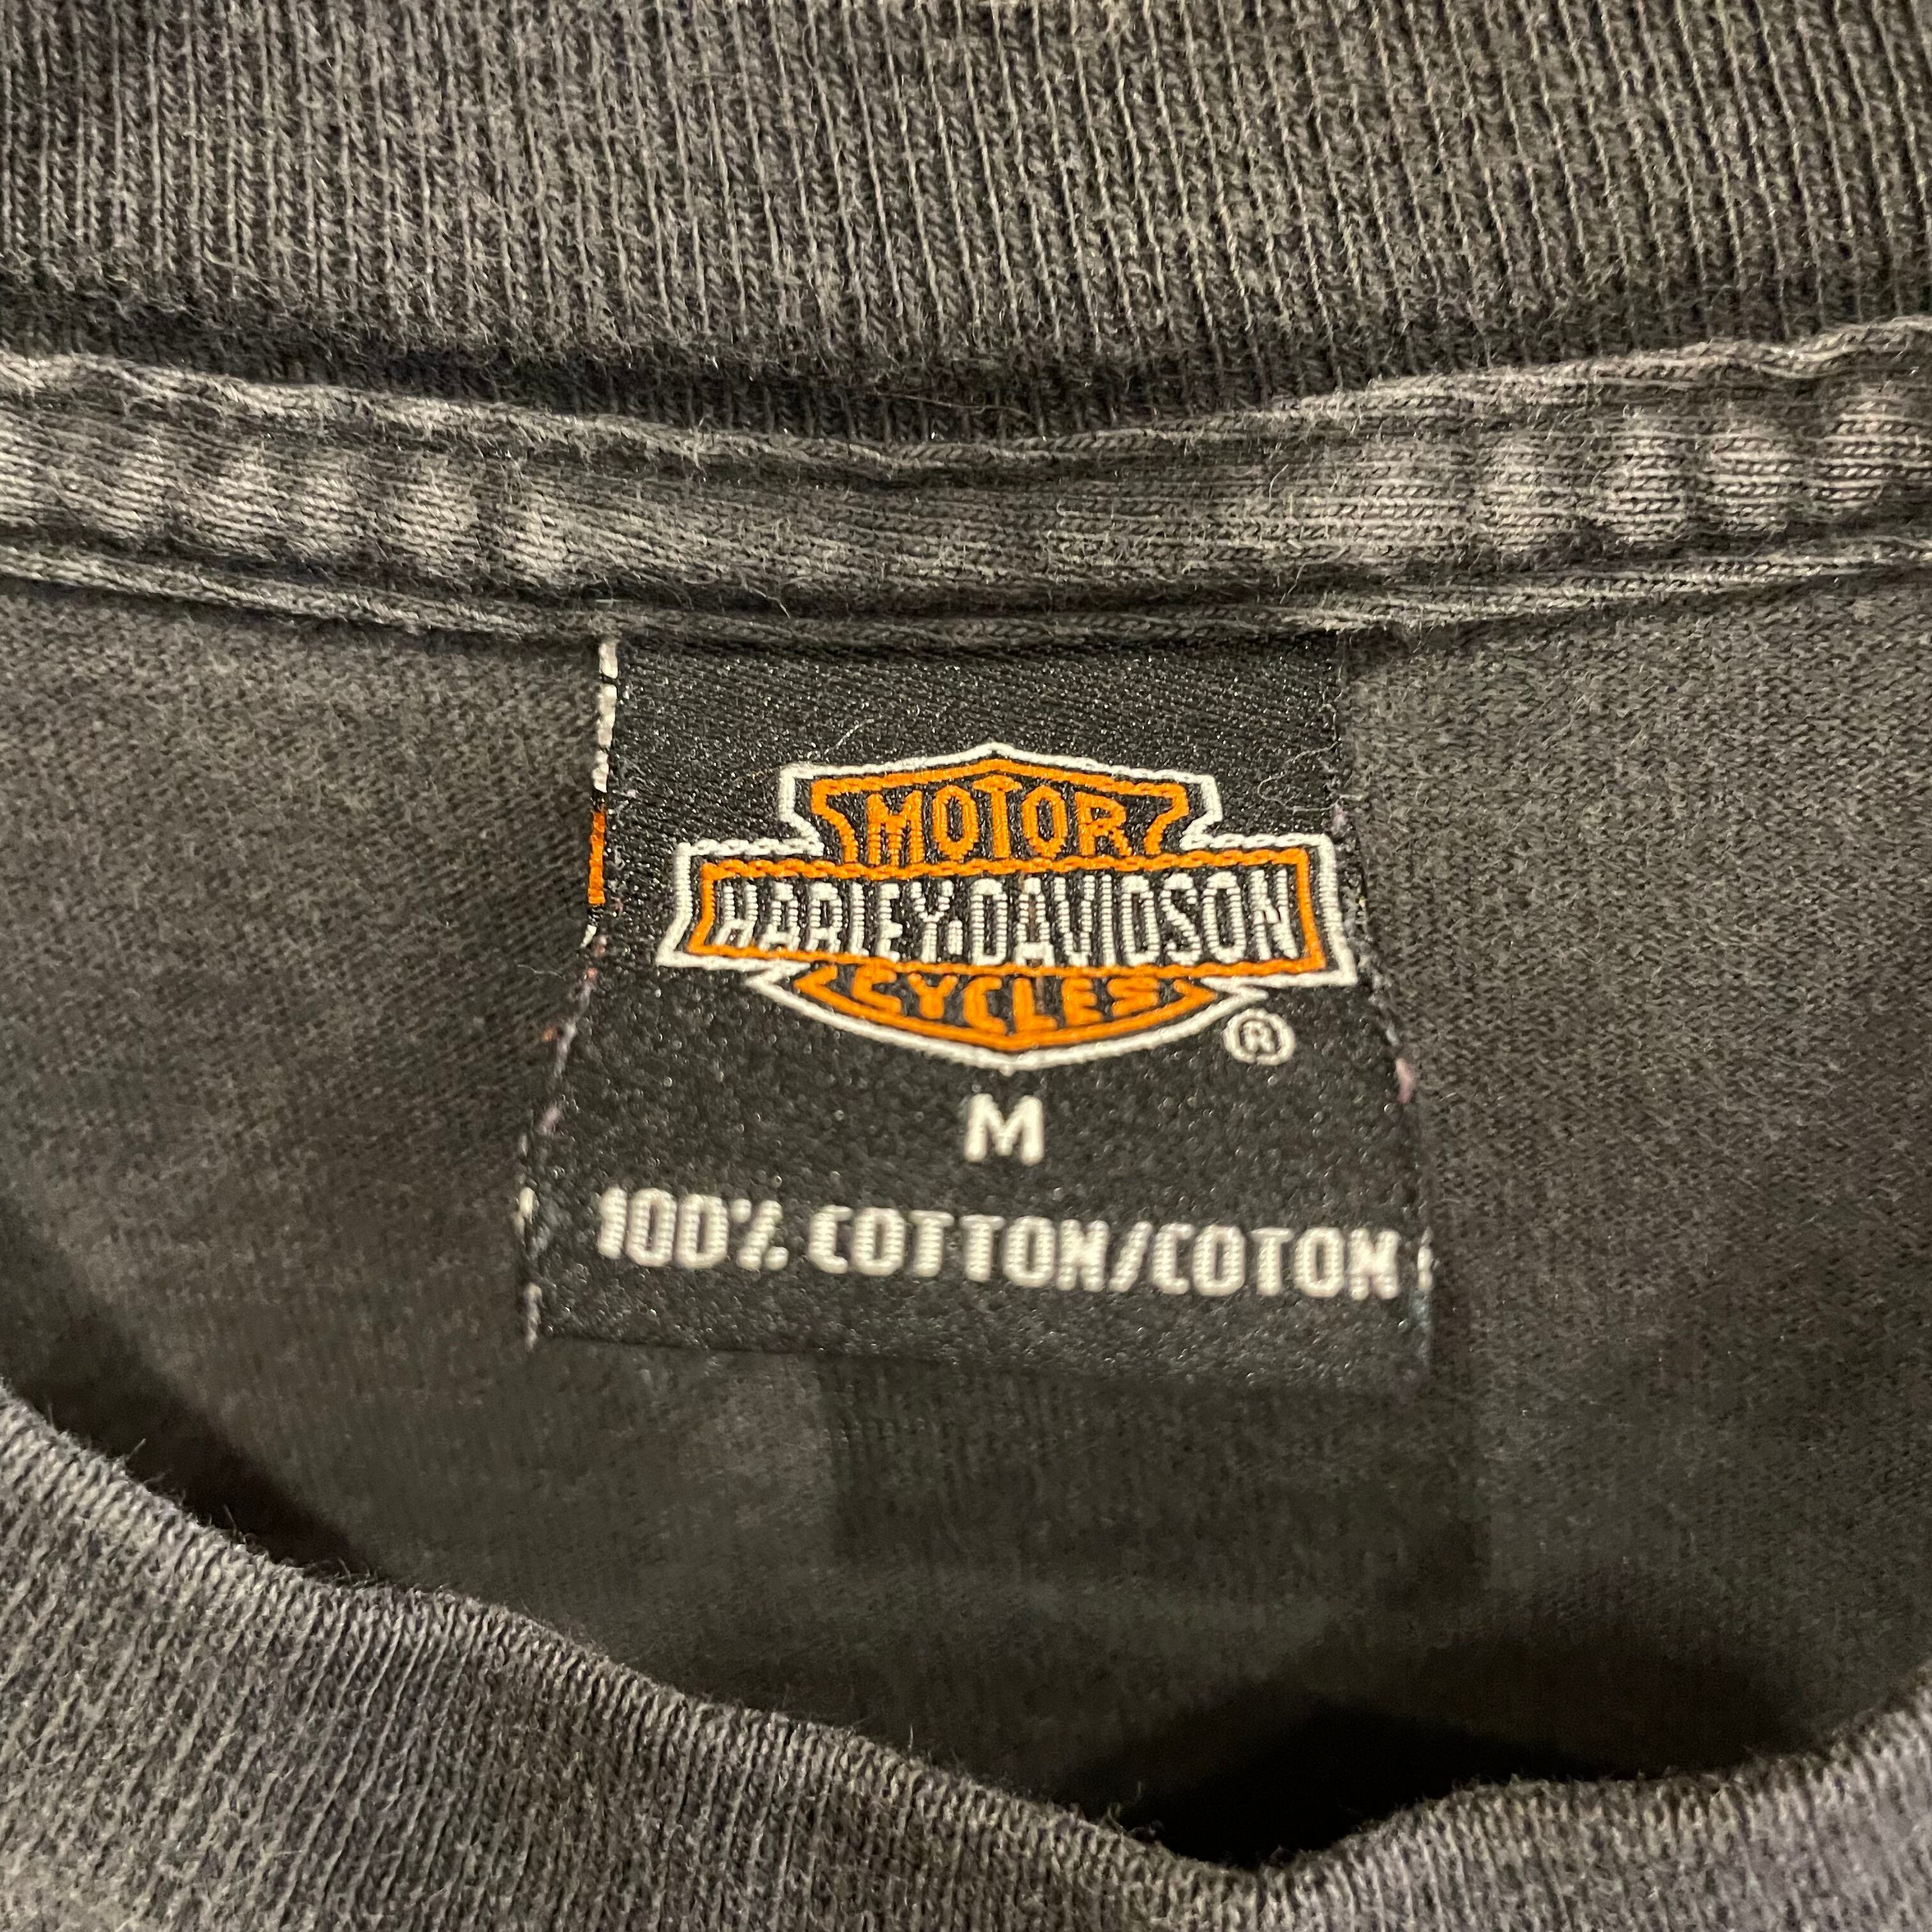 MOTOR
HARLEY-DAVIDSON
CYCLES
®
M
100% COTTON/COTON